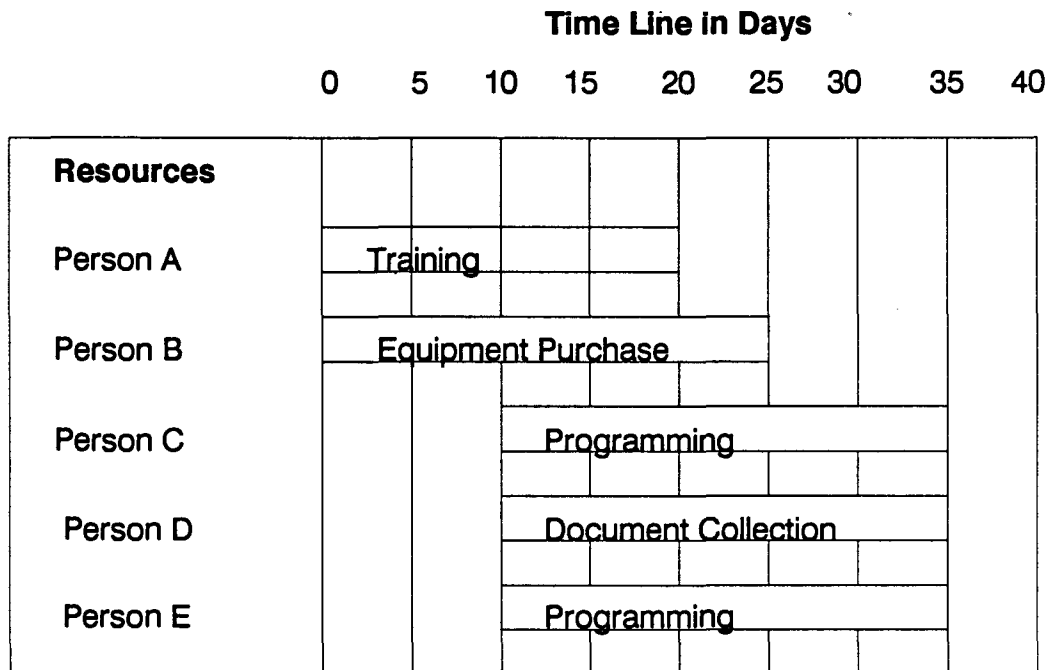 Time Line in Days
0 5 10 15 20 25 30 35 40
Resources
Person A Training
Person B Equipment Purchase
Person C Programming
Person D Document Collection
Person E Programming